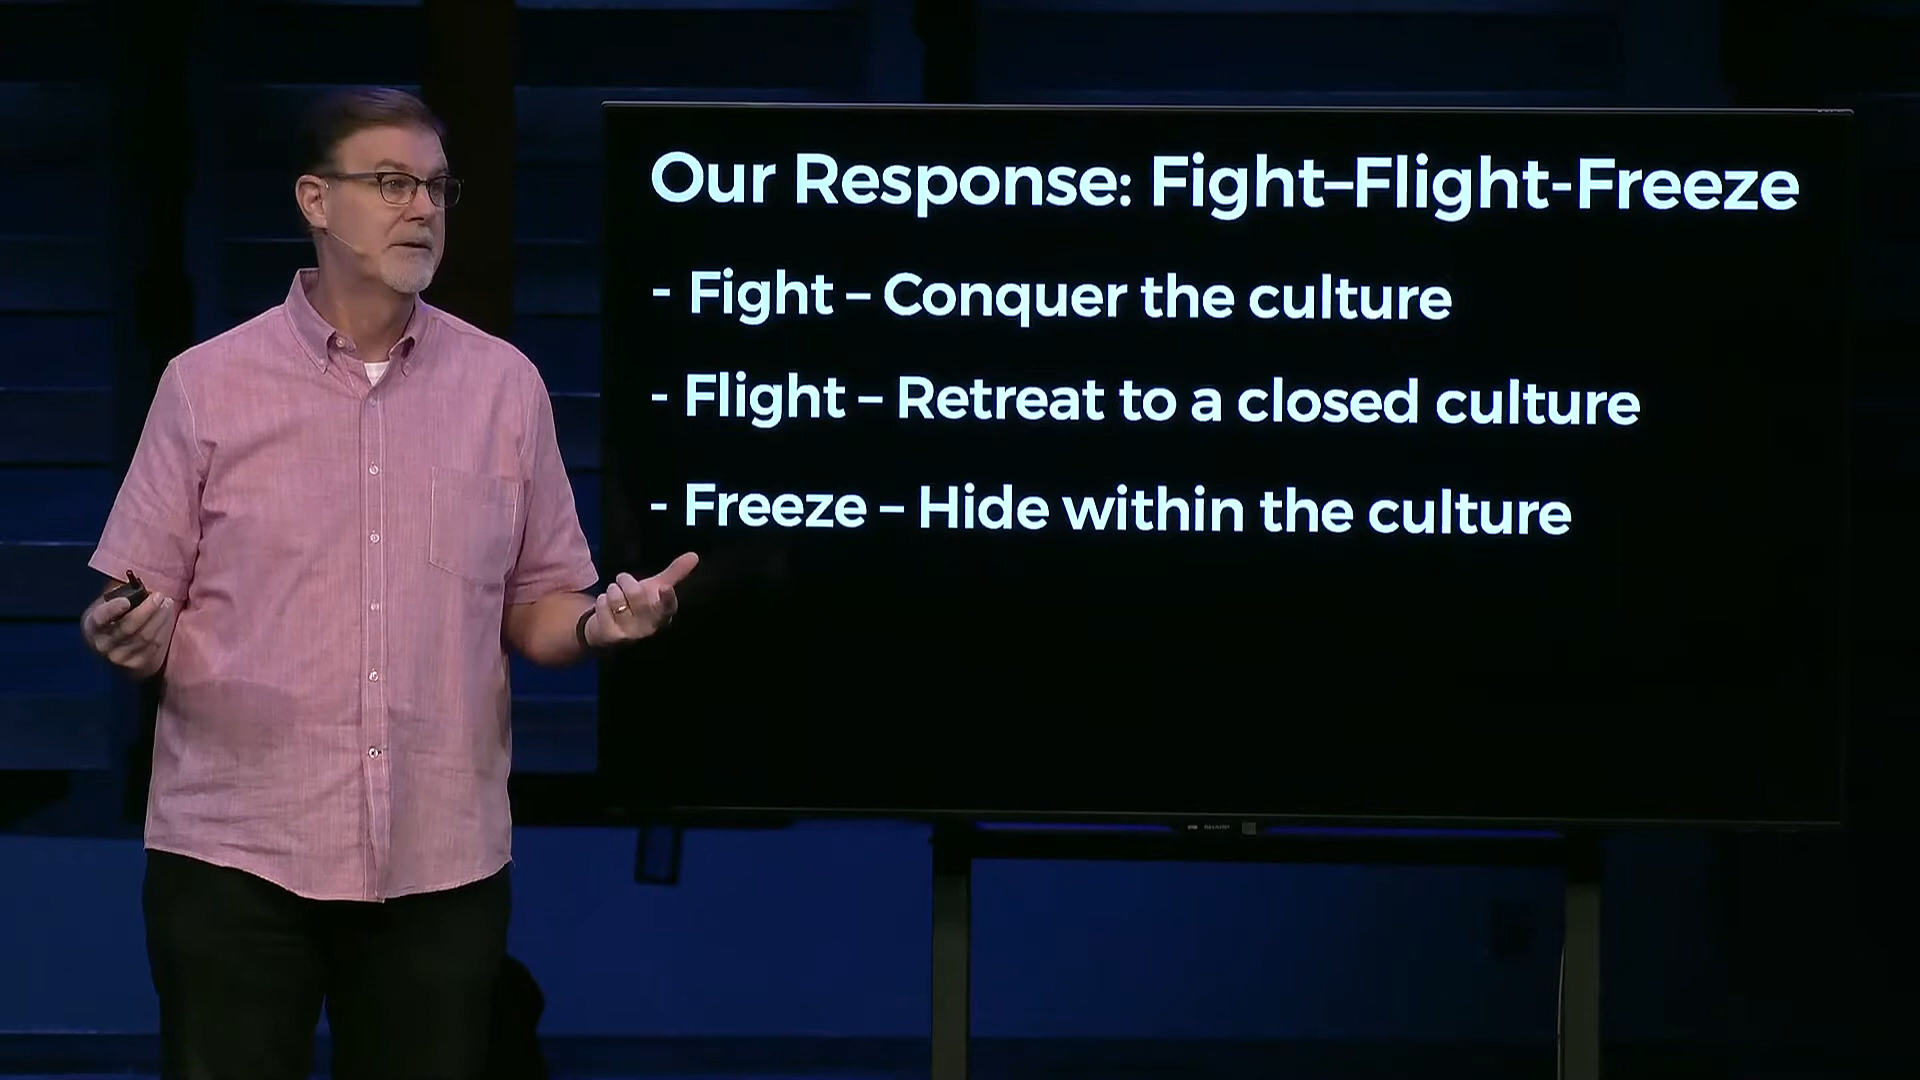 Our Response: Fight–Flight-Freeze
- Fight – Conquer the culture
- Flight – Retreat to a closed culture
- Freeze – Hide within the culture
SHARP